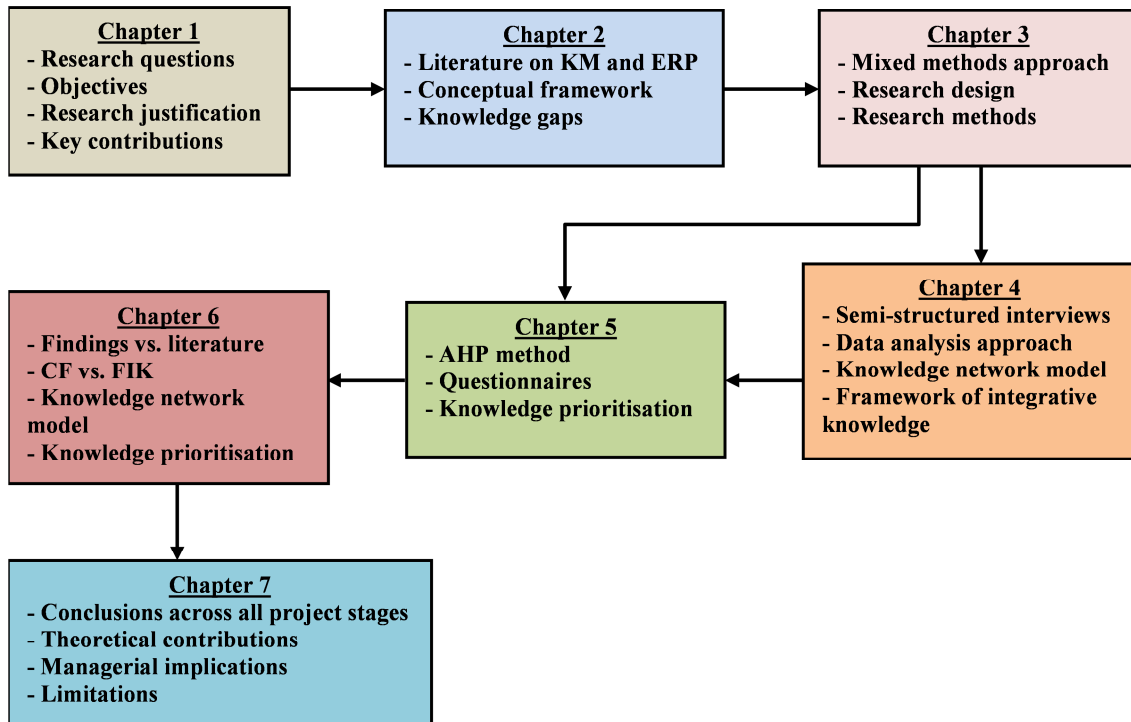 Chapter 1
- Research questions
- Objectives
- Research justification
- Key contributions
Chapter 2
- Literature on KM and ERP
- Conceptual framework
- Knowledge gaps
Chapter 3
- Mixed methods approach
- Research design
- Research methods
Chapter 4
- Semi-structured interviews
- Data analysis approach
- Knowledge network model
- Framework of integrative
knowledge
Chapter 5
- AHP method
- Questionnaires
- Knowledge prioritisation
Chapter 6
- Findings vs. literature
- CF vs. FIK
- Knowledge network
model
- Knowledge prioritisation
Chapter 7
- Conclusions across all project stages
- Theoretical contributions
- Managerial implications
- Limitations